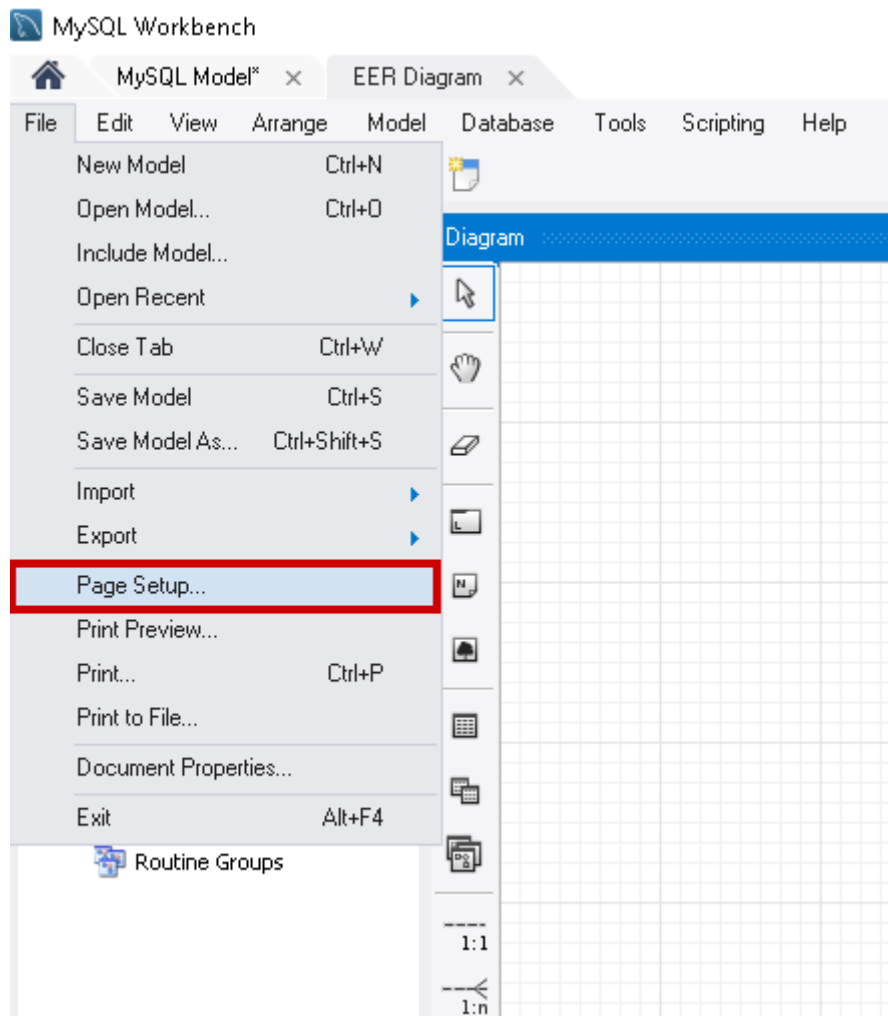 MySQL Workbench
MySQL Model* ×
EER Diagram ×
File Edit View Arrange Model Database Tools Scripting Help
New Model Ctrl+N
Open Model... Ctrl+O
Include Model...
Open Recent
Close Tab Ctrl+W
Save Model Ctrl+S
Save Model As... Ctrl+Shift+S
Import
Export
Page Setup...
Print Preview...
Print... Ctrl+P
Print to File...
Document Properties...
Exit Alt+F4
Routine Groups
Diagram
L
N
1:1
1:n